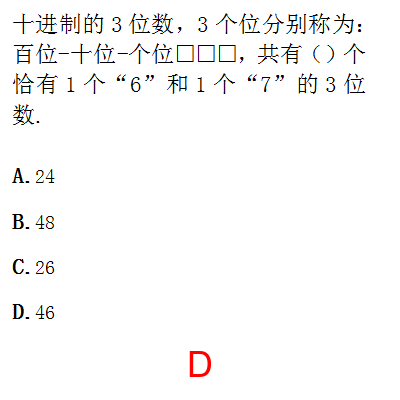 十进制的 3 位数，3 个位分别称为：
百位-十位-个位□□□，共有（）个
恰有 1 个“6”和 1 个“7”的 3 位
数.
A. 24
B. 48
C. 26
D. 46
D